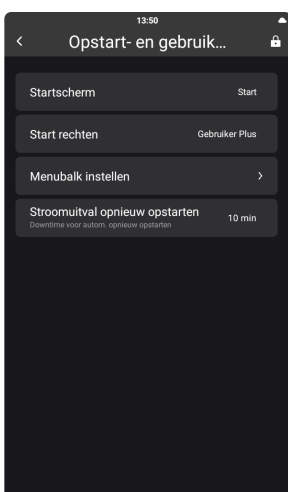 13:50
Opstart- en gebruik...
Startscherm
Start
Start rechten
Gebruiker Plus
Menubalk instellen
Stroomuitval opnieuw opstarten
10 min
Downtime voor autom. opnieuw opstarten